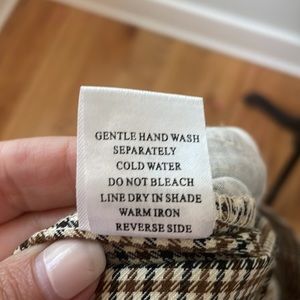 GENTLE HAND WASH
SEPARATELY
COLD WATER
DO NOT BLEACH
LINE DRY IN SHADE
WARM IRON
REVERSE SIDE